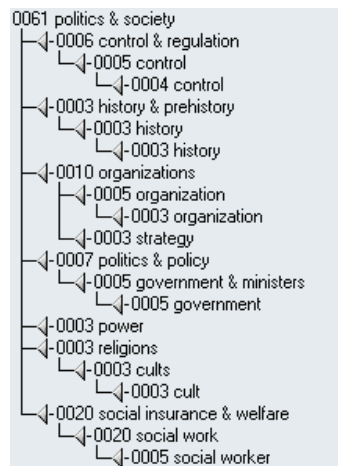 0061 politics & society
-0006 control & regulation
-0005 control
-0004 control
-0003 history & prehistory
-0003 history
-0003 history
-0010 organizations
-0005 organization
-0003 organization
-0003 strategy
-0007 politics & policy
-0005 government & ministers
-0005 government
-0003 power
-0003 religions
-0003 cults
-0003 cult
-0020 social insurance & welfare
-0020 social work
-0005 social worker